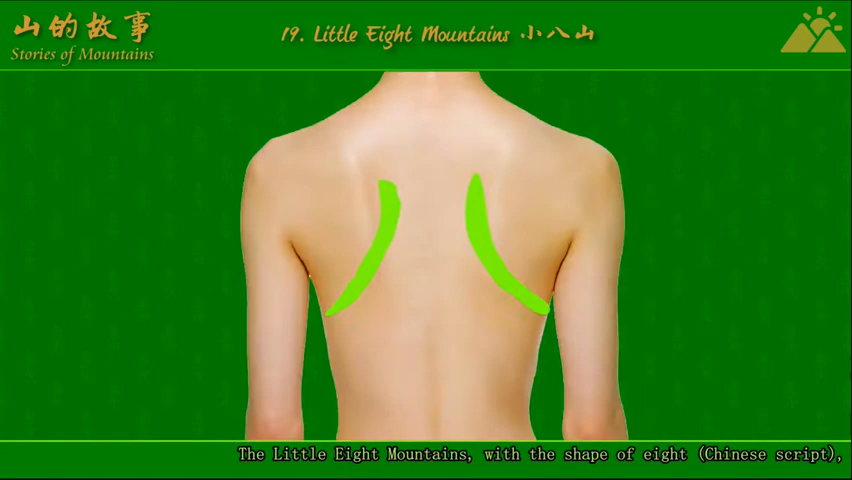 山的故事
Stories of Mountains
19. Little Eight Mountains 小八山
The Little Eight Mountains, with the shape of eight (Chinese script),